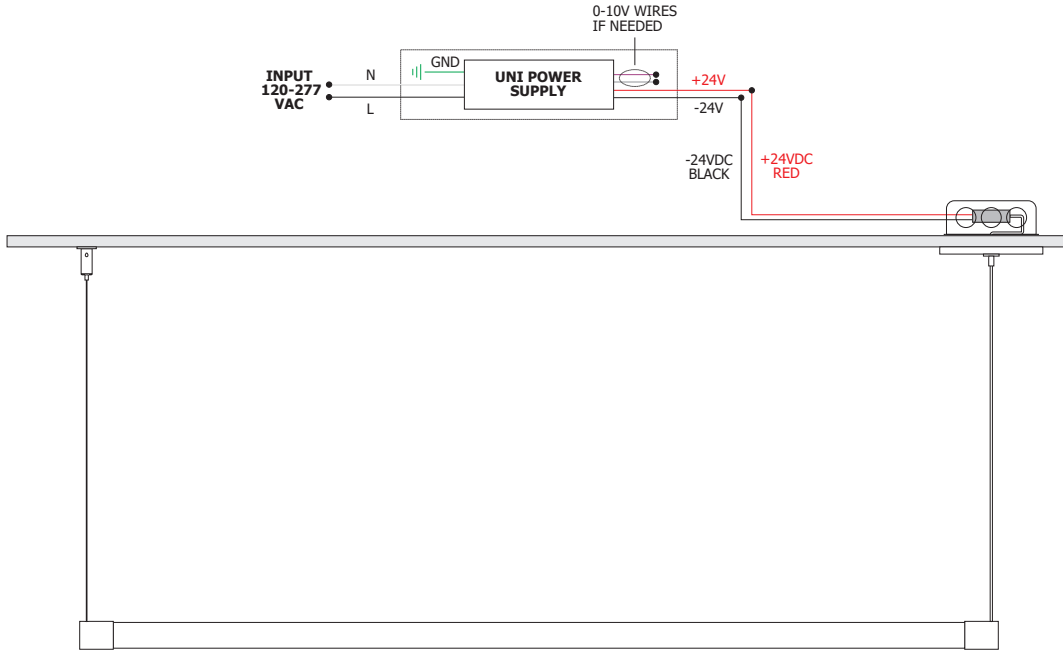 0-10V WIRES
IF NEEDED
GND
N
INPUT
120-277
VAC
L
UNI POWER
SUPPLY
+24V
-24V
-24VDC
BLACK
+24VDC
RED